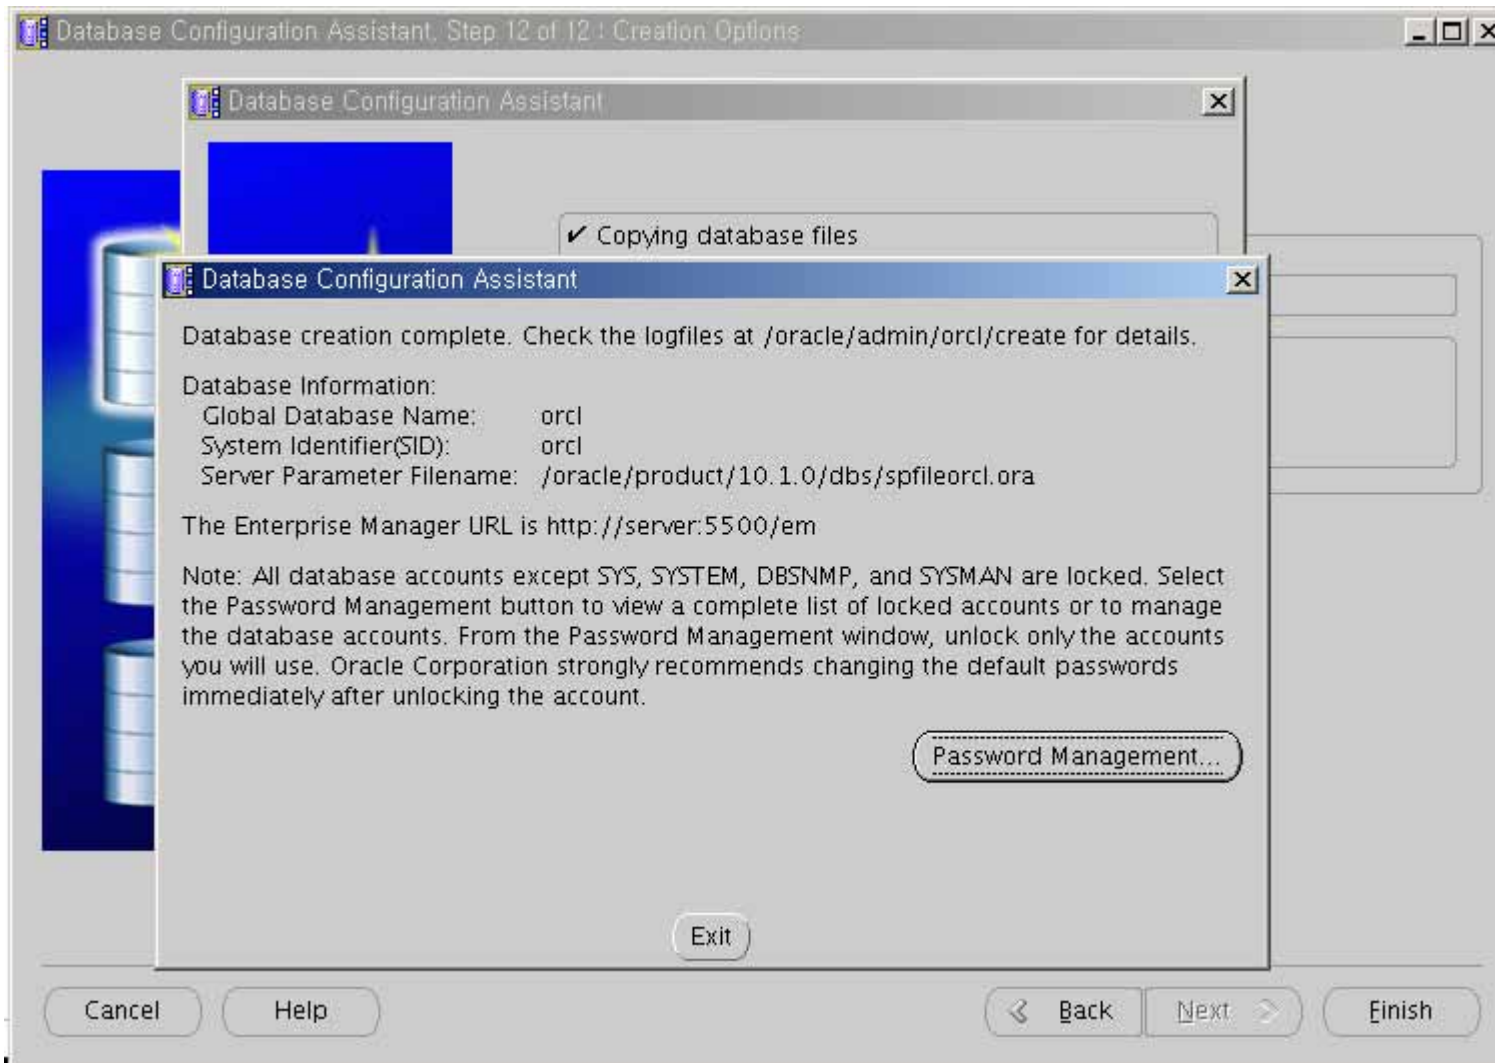 Database Configuration Assistant, Step 12 of 12 : Creation Options
Database Configuration Assistant
✔ Copying database files
Database Configuration Assistant
Database creation complete. Check the logfiles at /oracle/admin/orcl/create for details.
Database Information:
Global Database Name: orcl
System Identifier(SID): orcl
Server Parameter Filename: /oracle/product/10.1.0/dbs/spfileorcl.ora
The Enterprise Manager URL is http://server:5500/em
Note: All database accounts except SYS, SYSTEM, DBSNMP, and SYSMAN are locked. Select
the Password Management button to view a complete list of locked accounts or to manage
the database accounts. From the Password Management window, unlock only the accounts
you will use. Oracle Corporation strongly recommends changing the default passwords
immediately after unlocking the account.
Password Management...
Exit
Cancel Help Back Next Finish